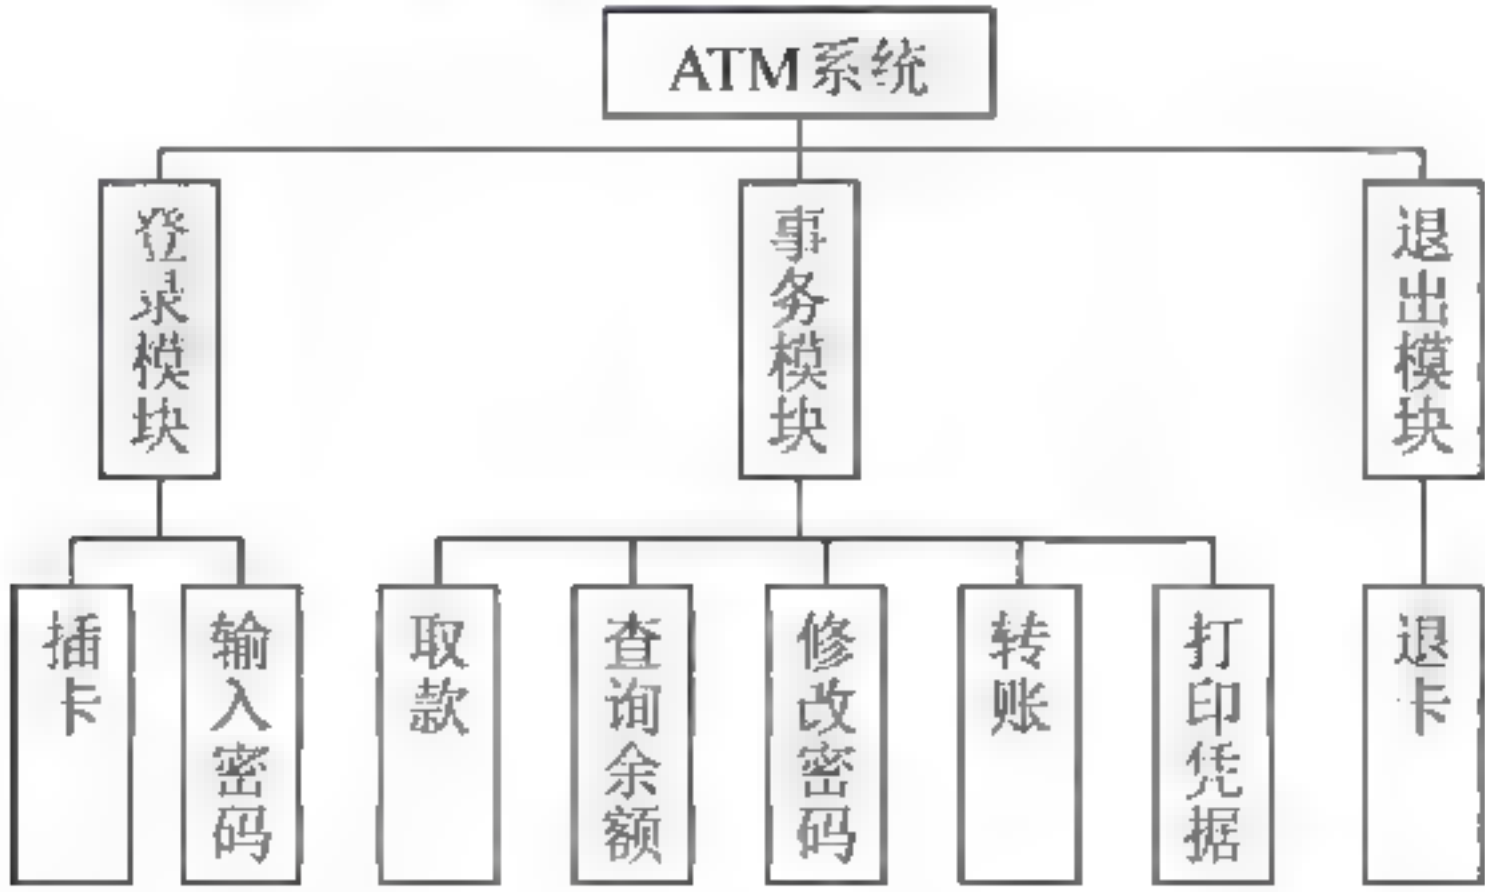 ATM系统
登录模块
事务模块
退出模块
插卡
输入密码
取款
查询余额
修改密码
转账
打印凭据
退卡